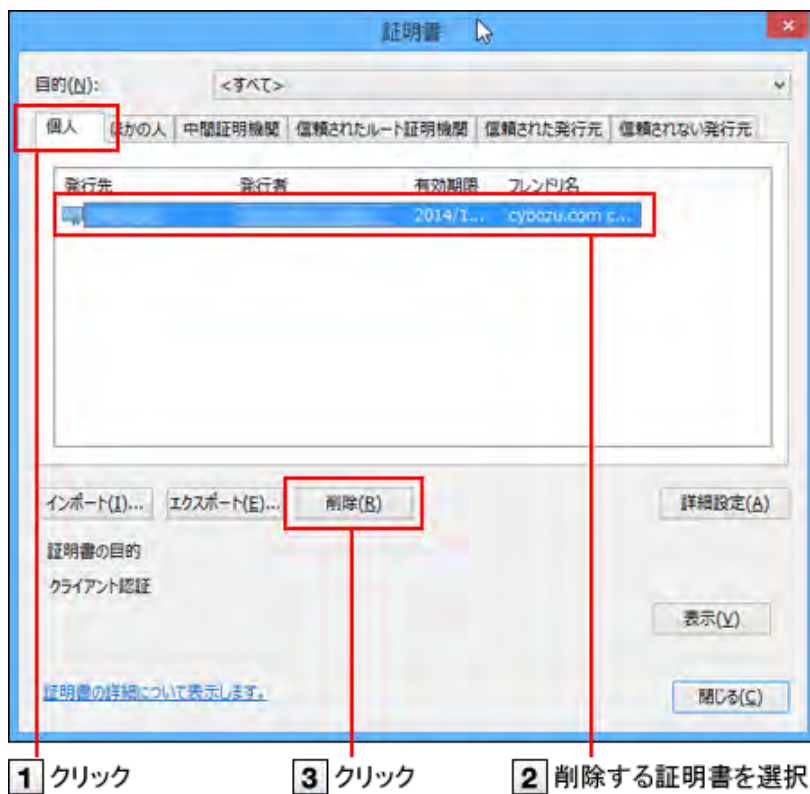 証明書
目的(N): <すべて>
個人 ほかの人 中間証明機関 信頼されたルート証明機関 信頼された発行元 信頼されない発行元
発行先 発行者 有効期限 フレンドリ名
2014/1... cybozu.com c...
インポート(I)... エクスポート(E)... 削除(R) 詳細設定(A)
証明書の目的
クライアント認証
表示(V)
証明書の詳細について表示します。
閉じる(C)
1 クリック 3 クリック 2 削除する証明書を選択